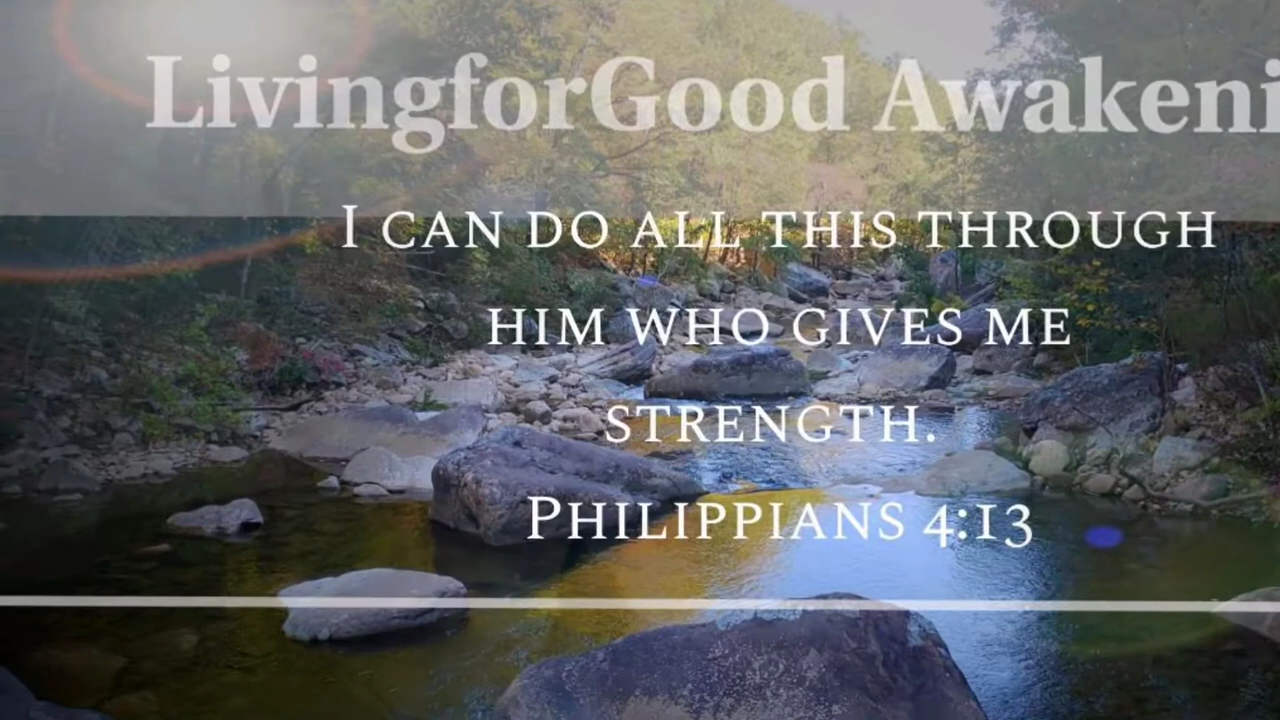 LivingforGood Awakeni
I CAN DO ALL THIS THROUGH
HIM WHO GIVES ME
STRENGTH.
PHILIPPIANS 4:13